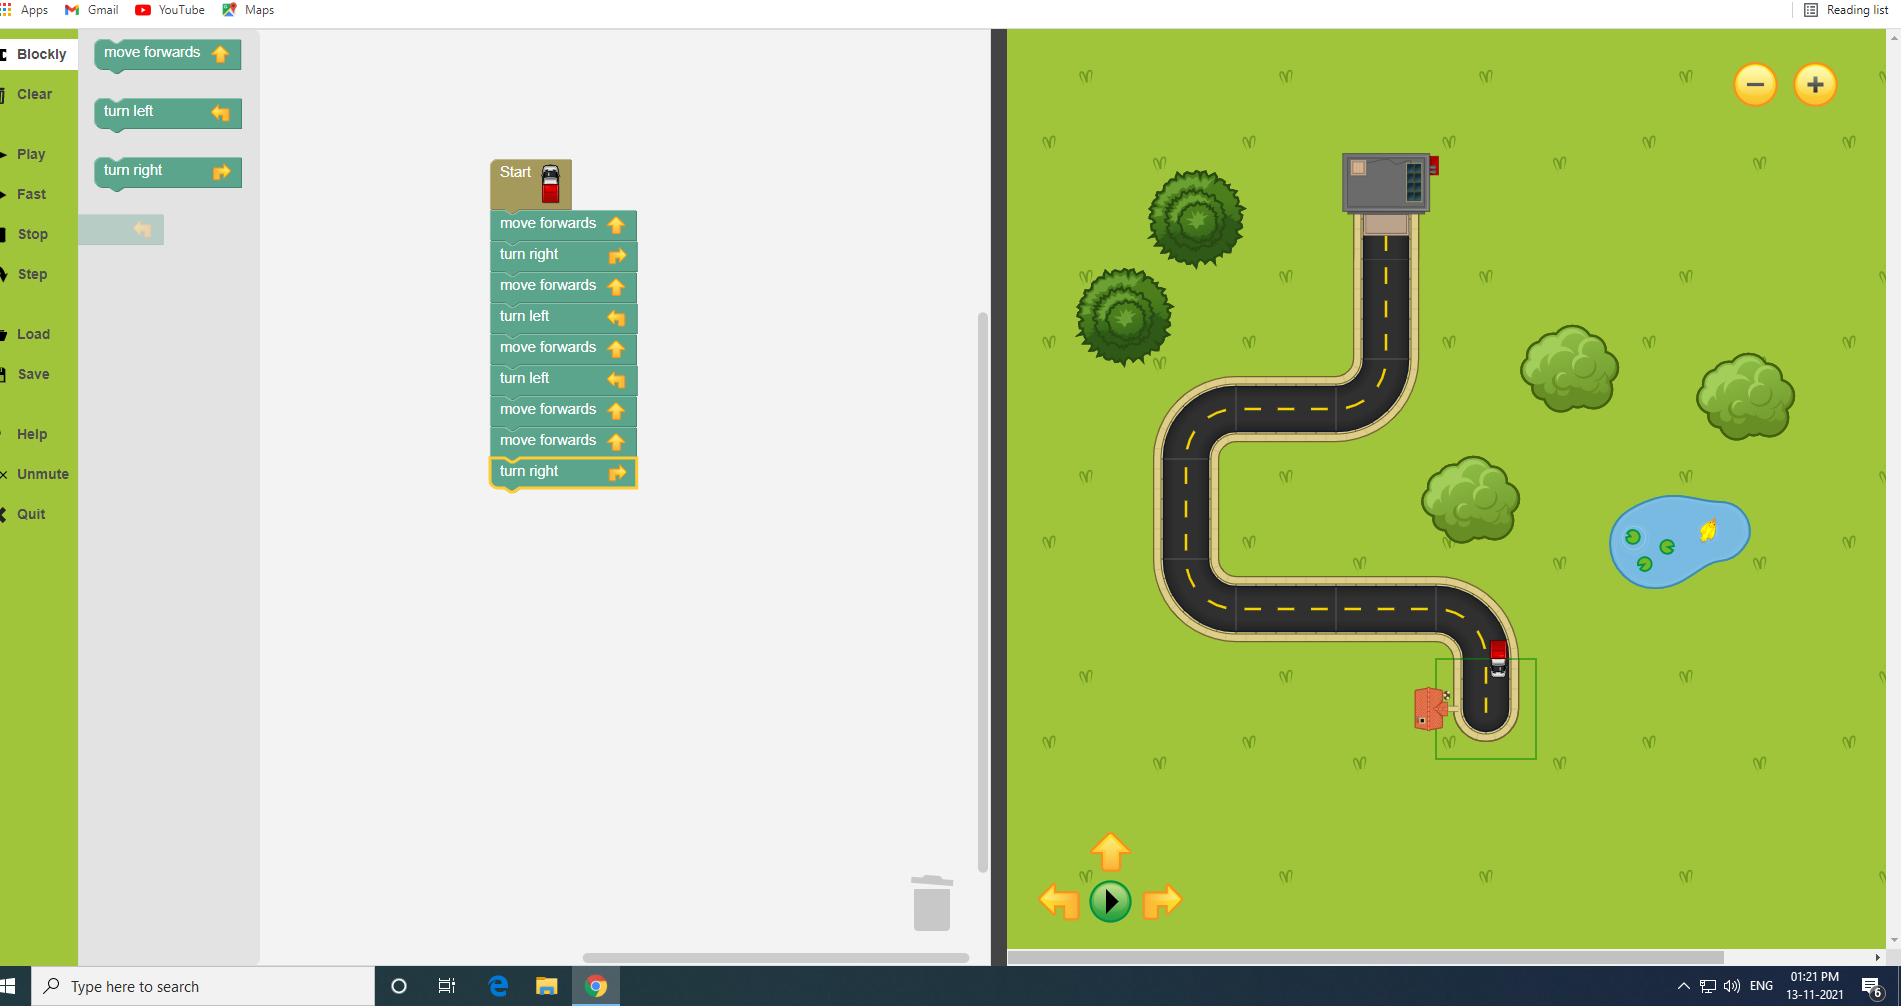 Apps Gmail YouTube Maps Reading list
Blockly
Clear
Play
Fast
Stop
Step
Load
Save
Help
Unmute
Quit
move forwards
turn left
turn right
Start
move forwards
turn right
move forwards
turn left
move forwards
turn left
move forwards
move forwards
turn right
Type here to search
ENG
01:21 PM
13-11-2021
6